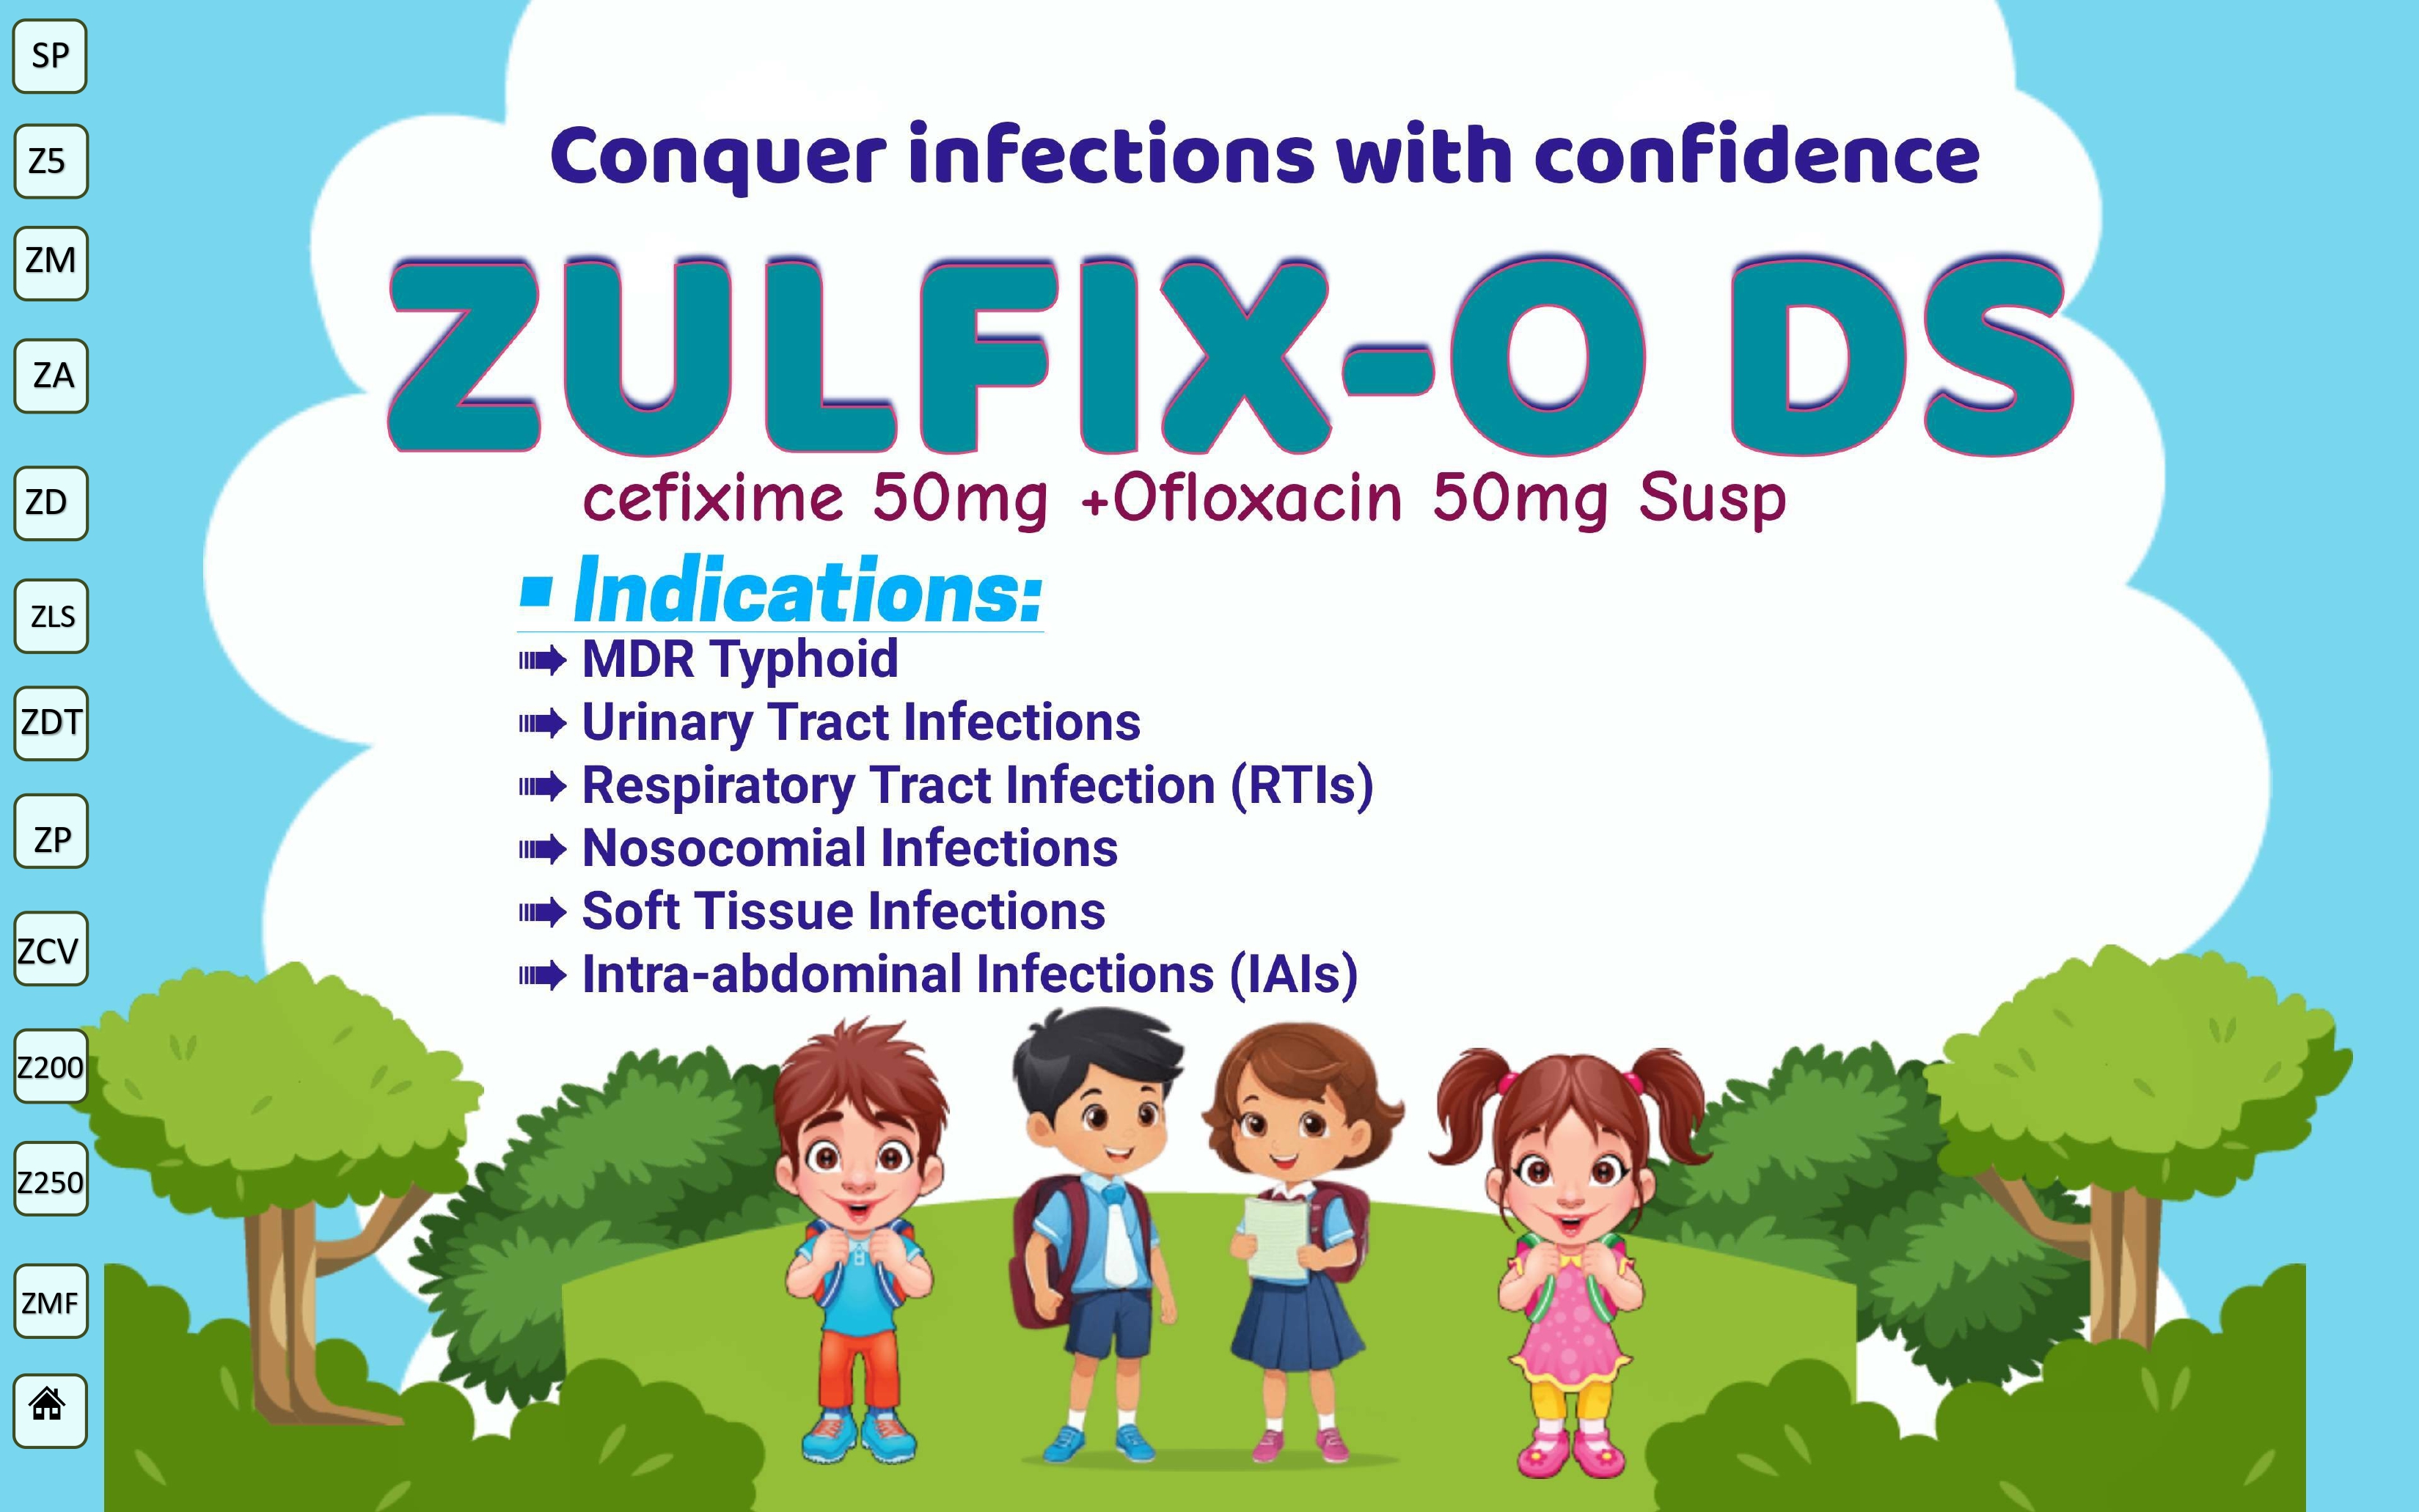 SP
Z5
ZM
ZA
ZD
ZLS
ZDT
ZP
ZCV
Z200
Z250
ZMF
Conquer infections with confidence
ZULFIX-O DS
cefixime 50mg +Ofloxacin 50mg Susp
▪ Indications:
➠ MDR Typhoid
➠ Urinary Tract Infections
➠ Respiratory Tract Infection (RTIs)
➠ Nosocomial Infections
➠ Soft Tissue Infections
➠ Intra-abdominal Infections (IAIs)